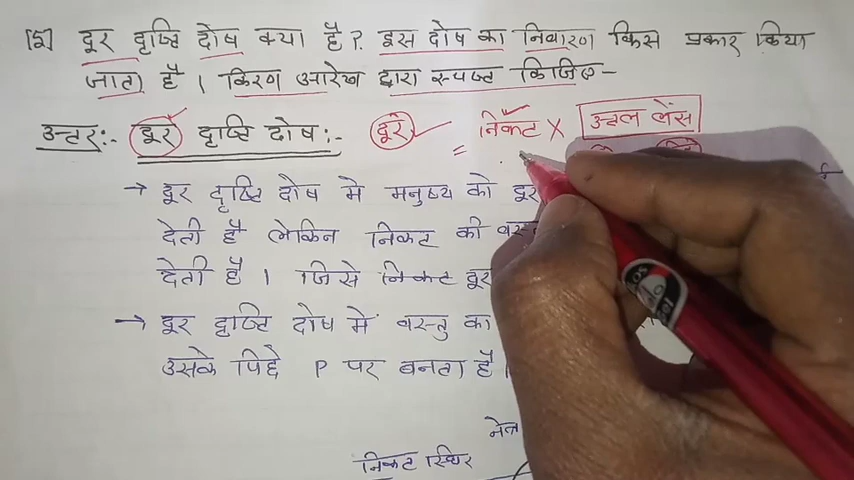 [5] दूर दृष्टि दोष क्या है? इस दोष का निवारण किस प्रकार किया
जाता है । किरण आरेख द्वारा स्पष्ट किजिए-
उत्तर:- दूर दृष्टि दोष:- दूर = निकट X उत्तल लेंस
→ दूर दृष्टि दोष मे मनुष्य को दूर
देती है लेकिन निकट की वस्तु
देती है । जिसे निकट दूर
→ दूर दृष्टि दोष में वस्तु का
उसके पिछे P पर बनता है।
नेत्र
निकट स्थिर